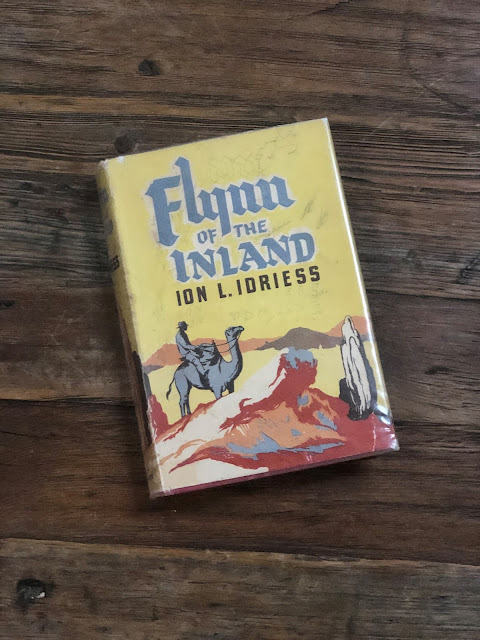 Flynn
OF THE
INLAND
ION L. IDRIESS